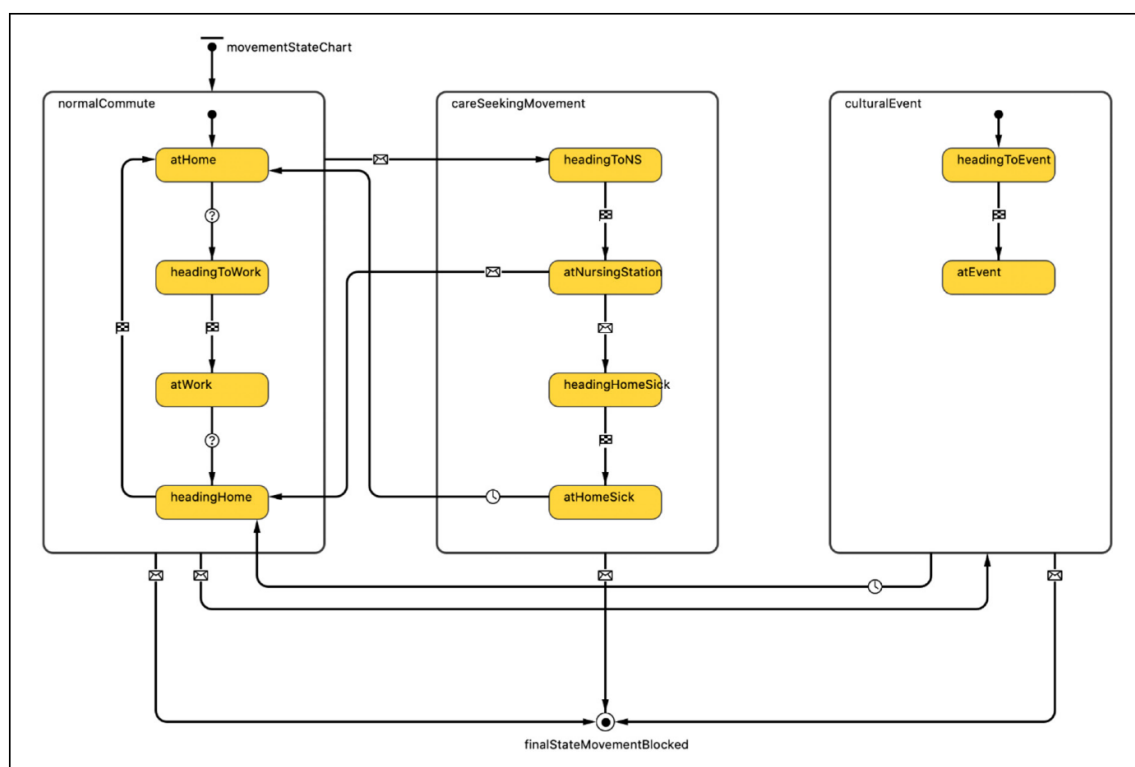 movementStateChart
normalCommute
careSeekingMovement
culturalEvent
atHome
headingToNS
headingToEvent
?
headingToWork
atNursingStation
atEvent
atWork
headingHomeSick
?
headingHome
atHomeSick
finalStateMovementBlocked